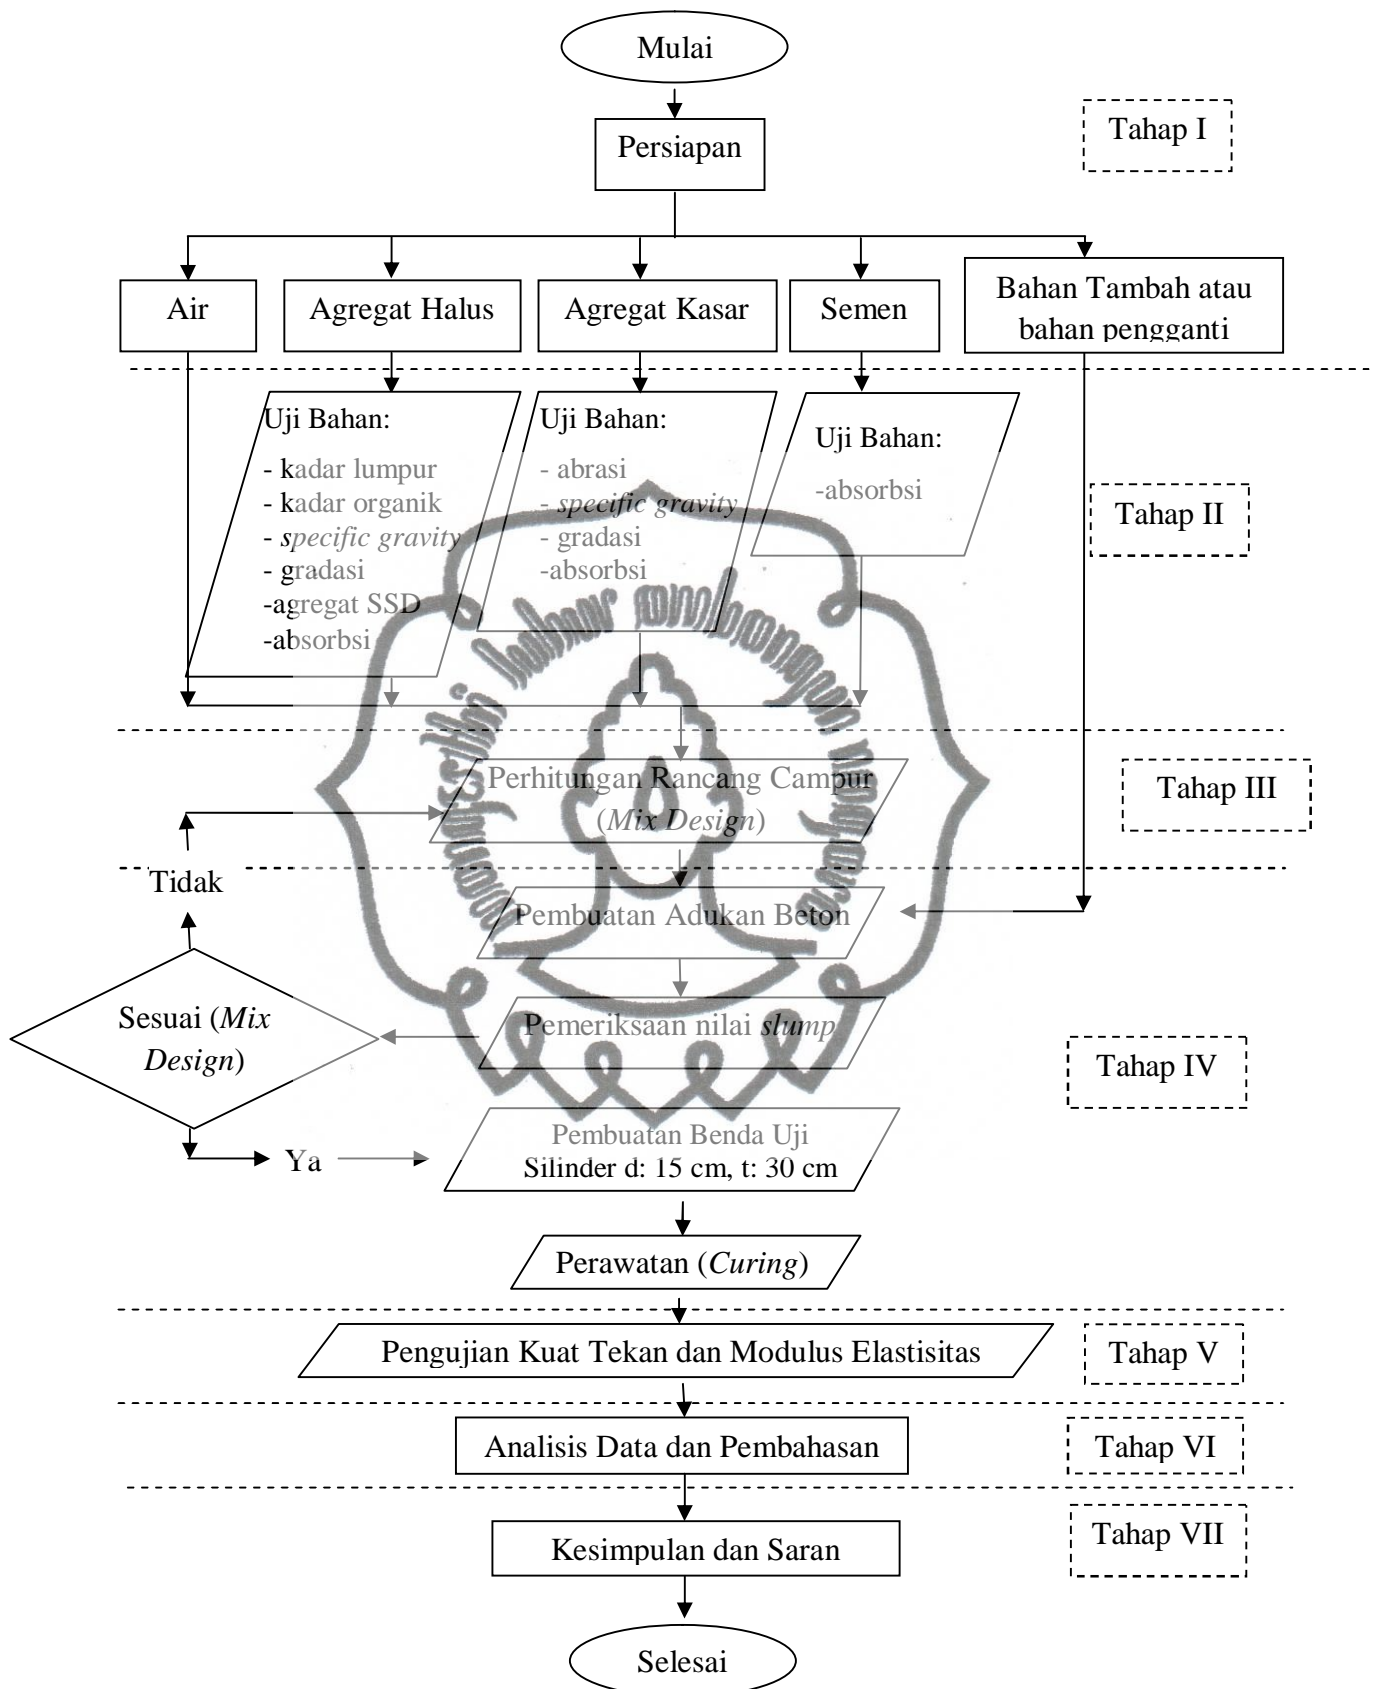 Mulai
Tahap I
Persiapan
Air
Agregat Halus
Agregat Kasar
Semen
Bahan Tambah atau
bahan pengganti
Uji Bahan:
- kadar lumpur
- kadar organik
- specific gravity
- gradasi
-agregat SSD
-absorbsi
Uji Bahan:
- abrasi
- specific gravity
- gradasi
-absorbsi
Uji Bahan:
-absorbsi
Tahap II
Perhitungan Rancang Campur
(Mix Design)
Tahap III
Tidak
Pembuatan Adukan Beton
Sesuai (Mix
Design)
Pemeriksaan nilai slump
Tahap IV
Ya
Pembuatan Benda Uji
Silinder d: 15 cm, t: 30 cm
Perawatan (Curing)
Pengujian Kuat Tekan dan Modulus Elastisitas
Tahap V
Analisis Data dan Pembahasan
Tahap VI
Kesimpulan dan Saran
Tahap VII
Selesai